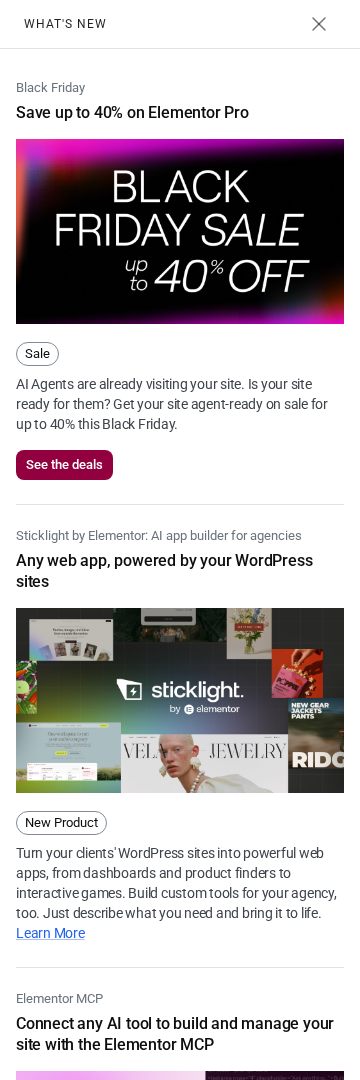 WHAT'S NEW
Black Friday
Save up to 40% on Elementor Pro
BLACK
FRIDAY SALE
up to 40% OFF
Sale
AI Agents are already visiting your site. Is your site
ready for them? Get your site agent-ready on sale for
up to 40% this Black Friday.
See the deals
Sticklight by Elementor: AI app builder for agencies
Any web app, powered by your WordPress
sites
sticklight.
by elementor
NEW GEAR
JACKETS
PANTS
VELA JEWELRY
RIDG
New Product
Turn your clients' WordPress sites into powerful web
apps, from dashboards and product finders to
interactive games. Build custom tools for your agency,
too. Just describe what you need and bring it to life.
Learn More
Elementor MCP
Connect any AI tool to build and manage your
site with the Elementor MCP